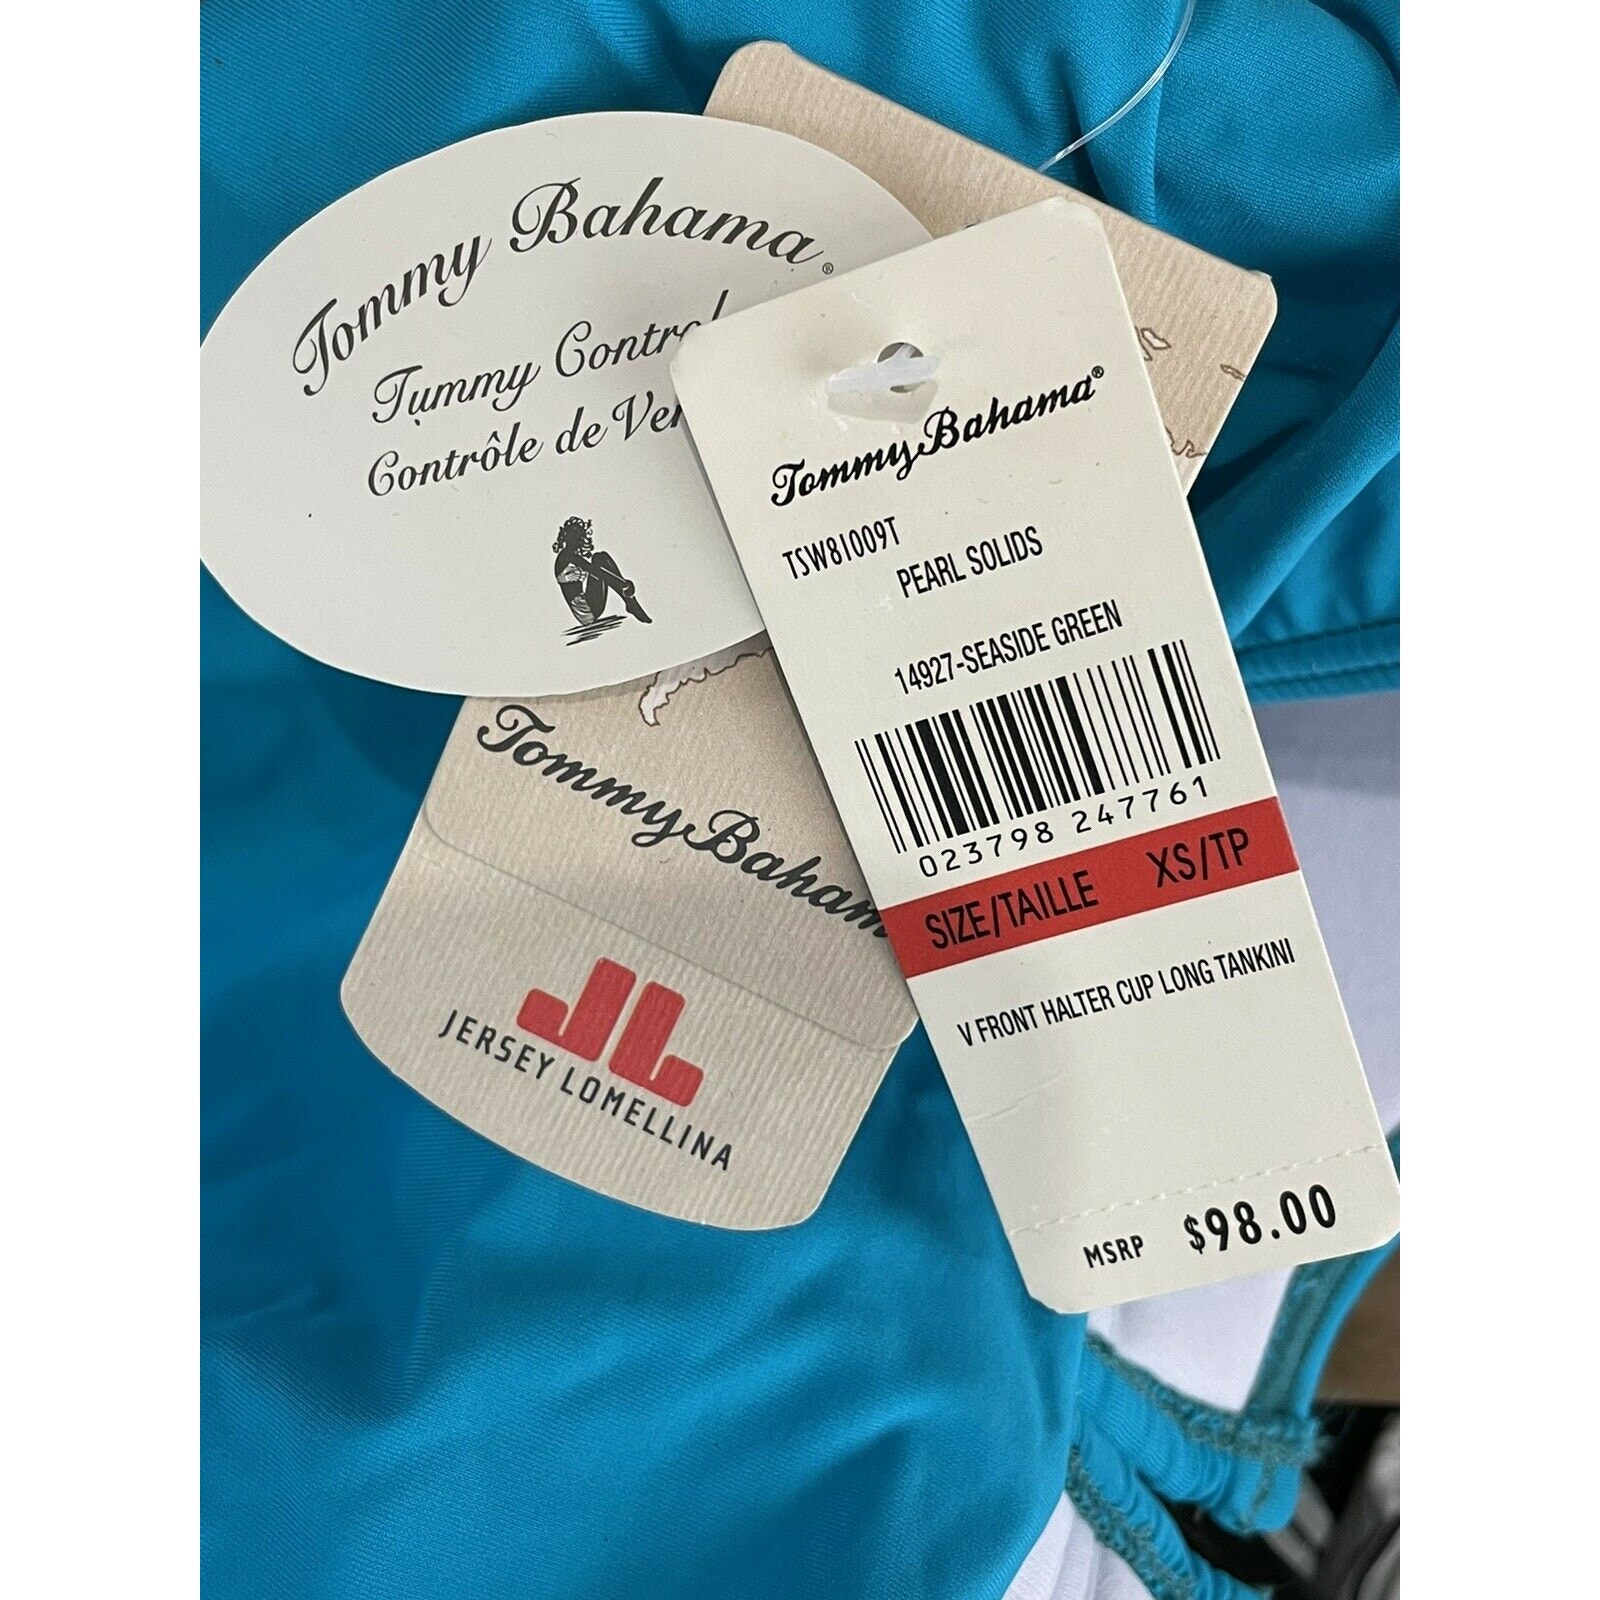 Tommy Bahama®
Tummy Control
Contrôle de
Tommy Bahama®
TSW81009T
PEARL SOLIDS
14927-SEASIDE GREEN
023798 247761
SIZE/TAILLE XS/TP
V FRONT HALTER CUP LONG TANKINI
MSRP $98.00
Tommy Baham
JL
JERSEY LOMELLINA